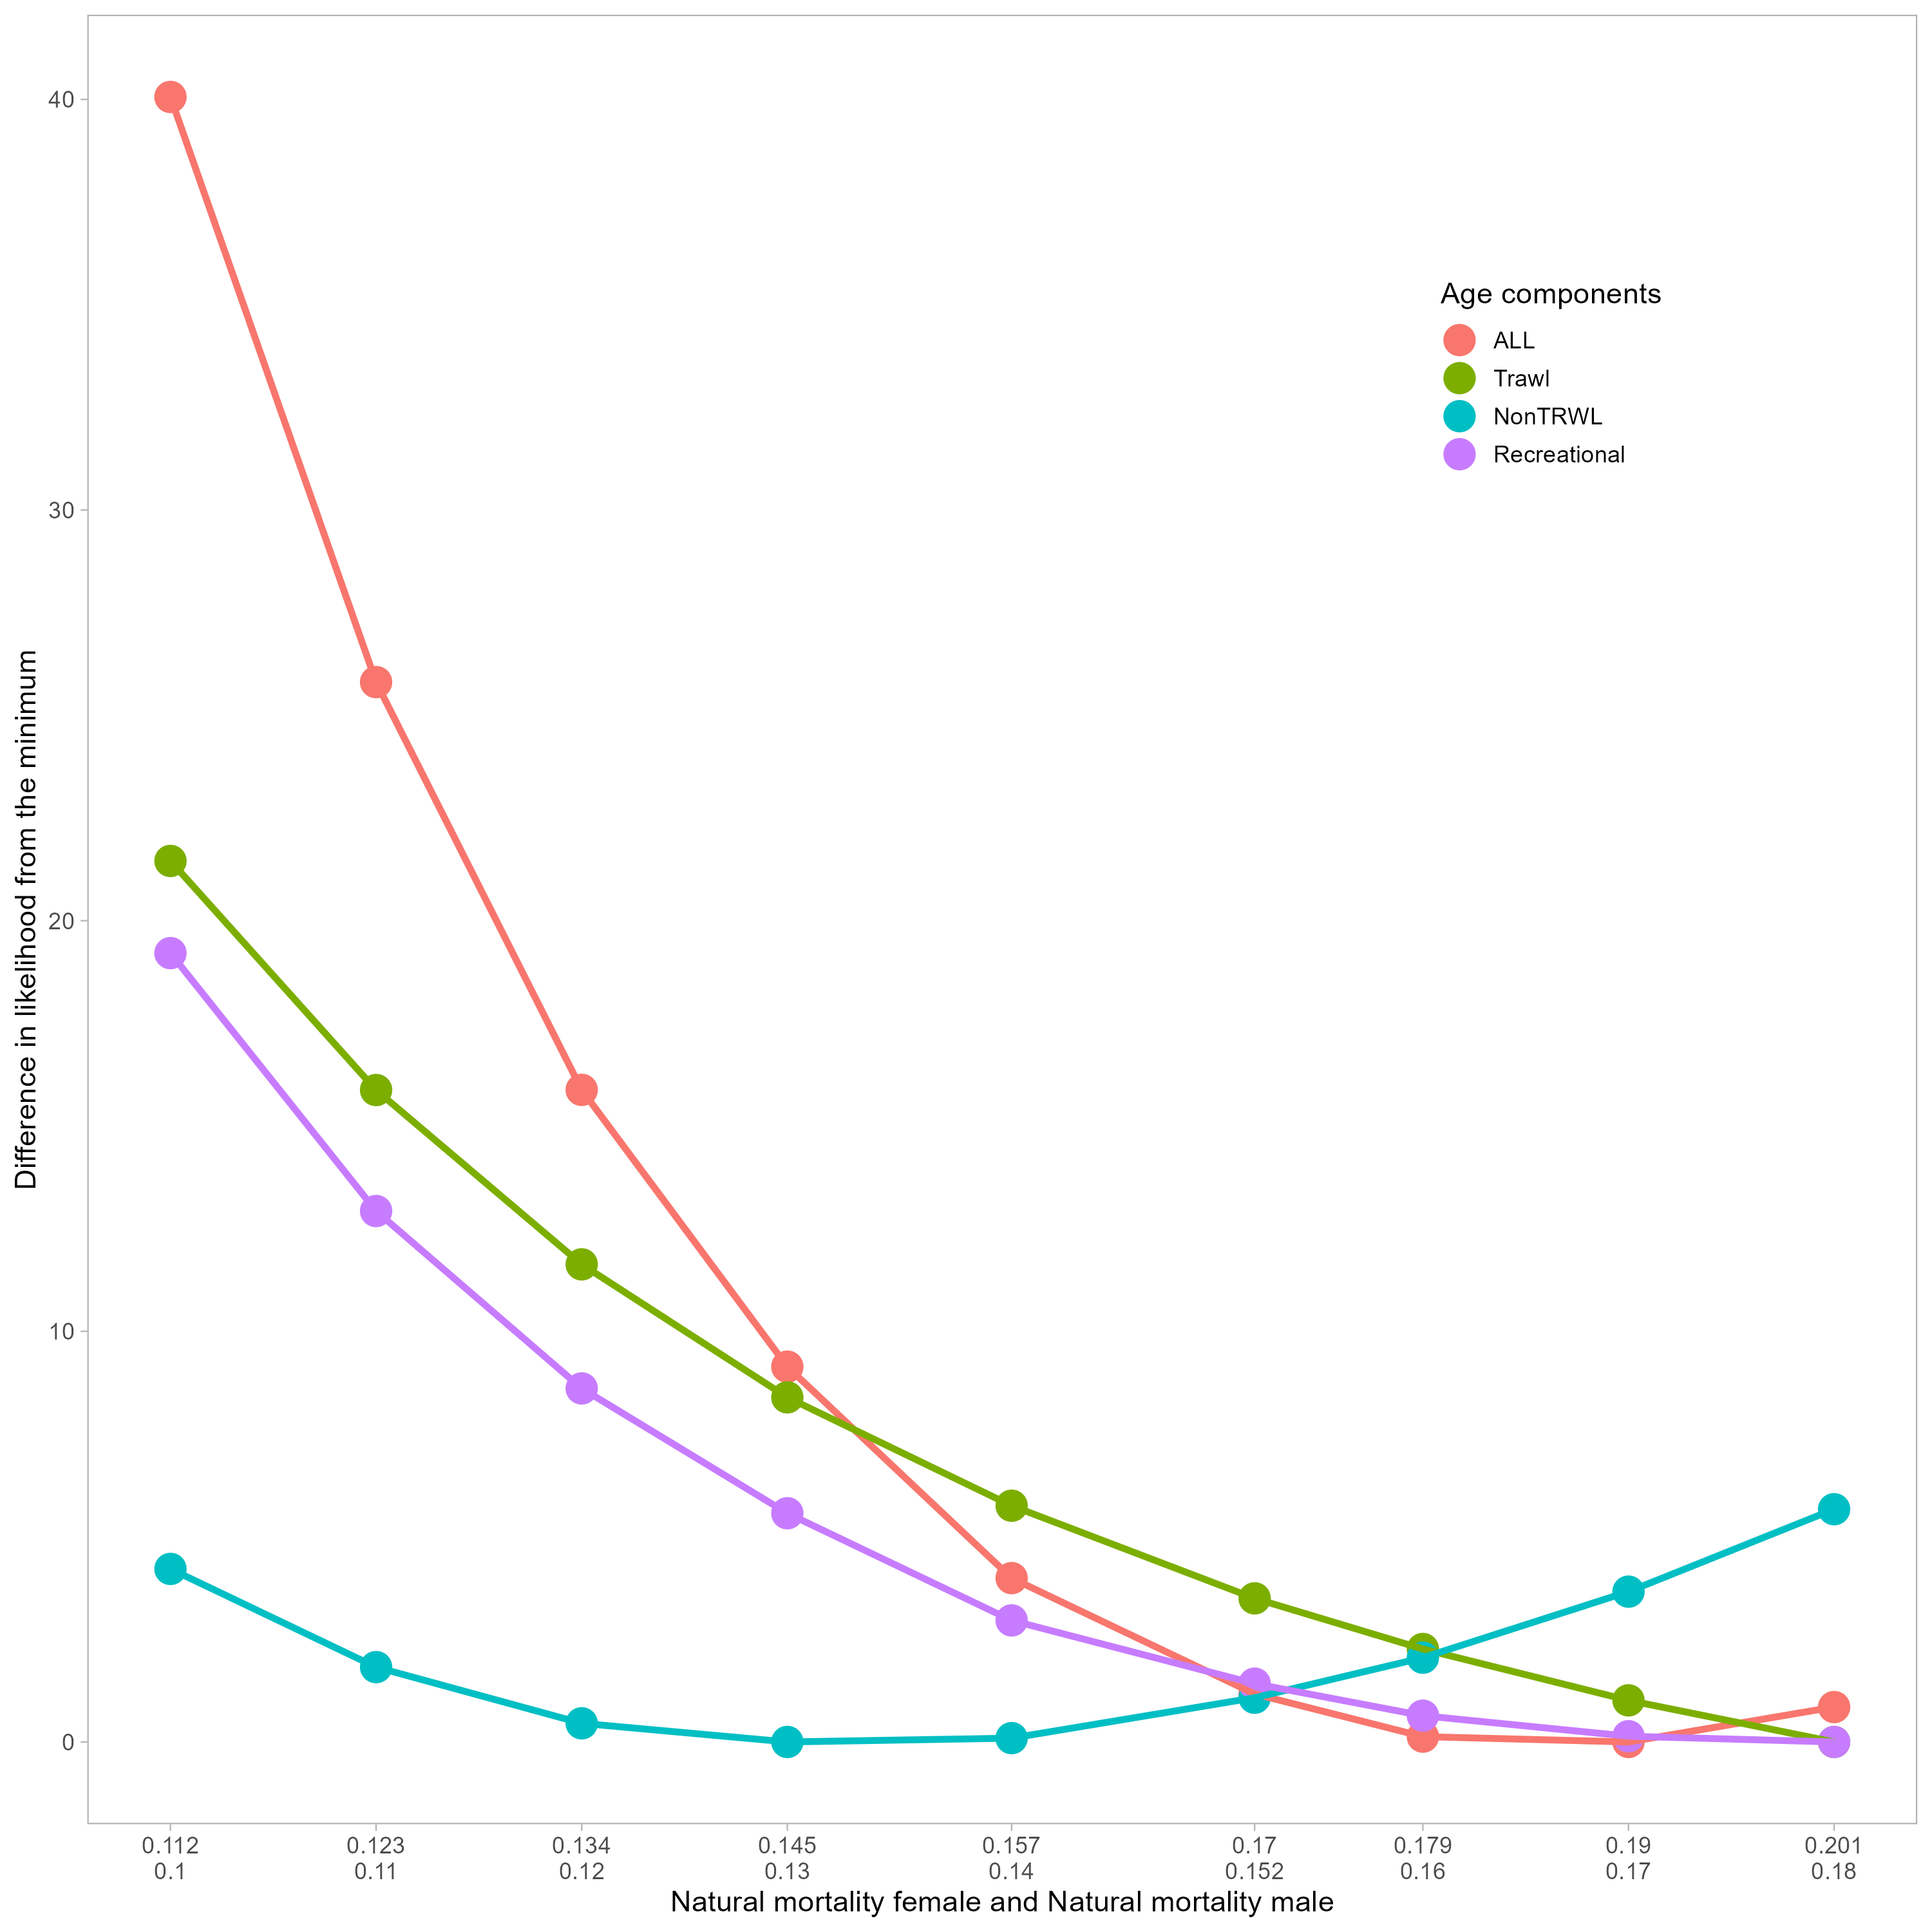 40
30
20
10
0
Difference in likelihood from the minimum
Age components
ALL
Trawl
NonTRWL
Recreational
0.112 0.123 0.134 0.145 0.157 0.17 0.179 0.19 0.201
0.1 0.11 0.12 0.13 0.14 0.152 0.16 0.17 0.18
Natural mortality female and Natural mortality male